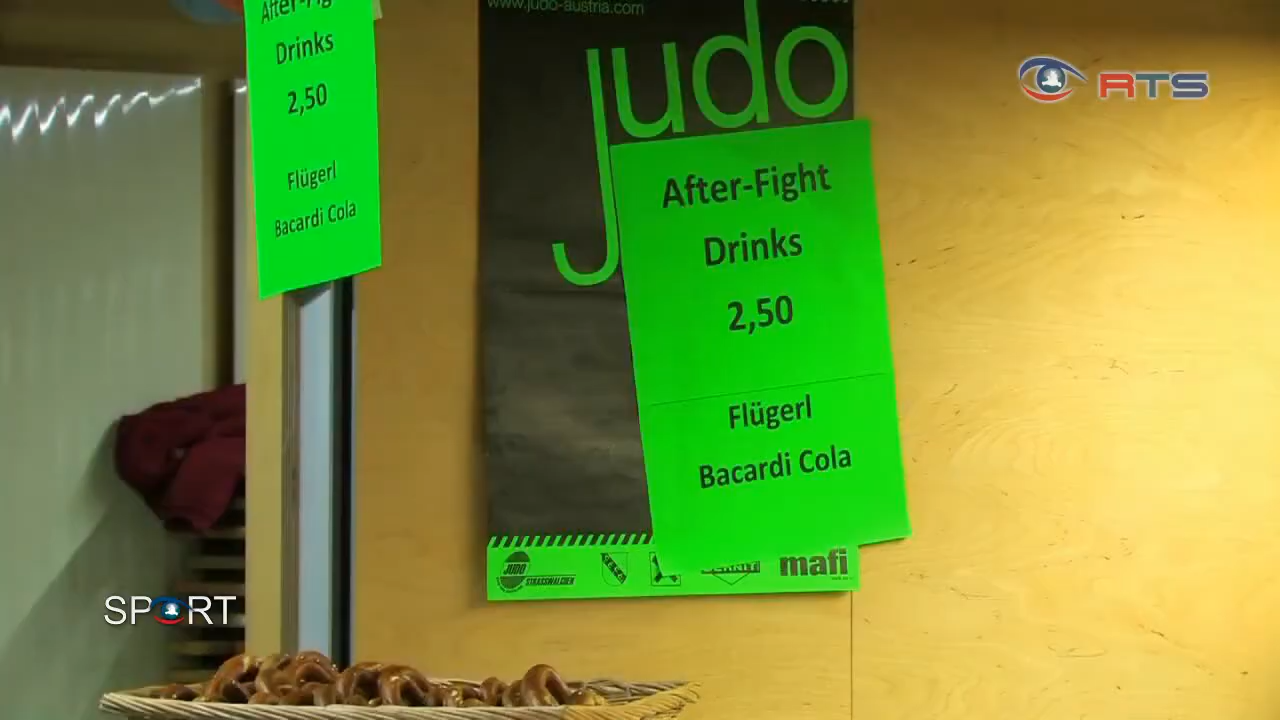 After-Fig
Drinks
2,50
Flügerl
Bacardi Cola
www.judo-austria.com
judo
After-Fight
Drinks
2,50
Flügerl
Bacardi Cola
JUDO
STRASSWALCHEN
mafi
RTS
SPORT